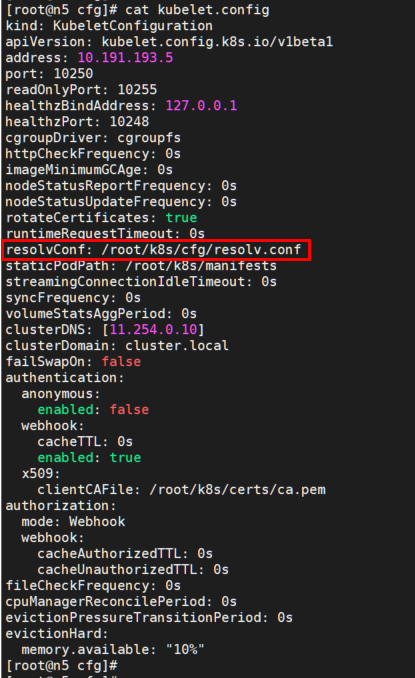 [root@n5 cfg]# cat kubelet.config
kind: KubeletConfiguration
apiVersion: kubelet.config.k8s.io/v1beta1
address: 10.191.193.5
port: 10250
readOnlyPort: 10255
healthzBindAddress: 127.0.0.1
healthzPort: 10248
cgroupDriver: cgroupfs
httpCheckFrequency: 0s
imageMinimumGCAge: 0s
nodeStatusReportFrequency: 0s
nodeStatusUpdateFrequency: 0s
rotateCertificates: true
runtimeRequestTimeout: 0s
resolvConf: /root/k8s/cfg/resolv.conf
staticPodPath: /root/k8s/manifests
streamingConnectionIdleTimeout: 0s
syncFrequency: 0s
volumeStatsAggPeriod: 0s
clusterDNS: [11.254.0.10]
clusterDomain: cluster.local
failSwapOn: false
authentication:
  anonymous:
    enabled: false
  webhook:
    cacheTTL: 0s
    enabled: true
  x509:
    clientCAFile: /root/k8s/certs/ca.pem
authorization:
  mode: Webhook
  webhook:
    cacheAuthorizedTTL: 0s
    cacheUnauthorizedTTL: 0s
fileCheckFrequency: 0s
cpuManagerReconcilePeriod: 0s
evictionPressureTransitionPeriod: 0s
evictionHard:
  memory.available: "10%"
[root@n5 cfg]#